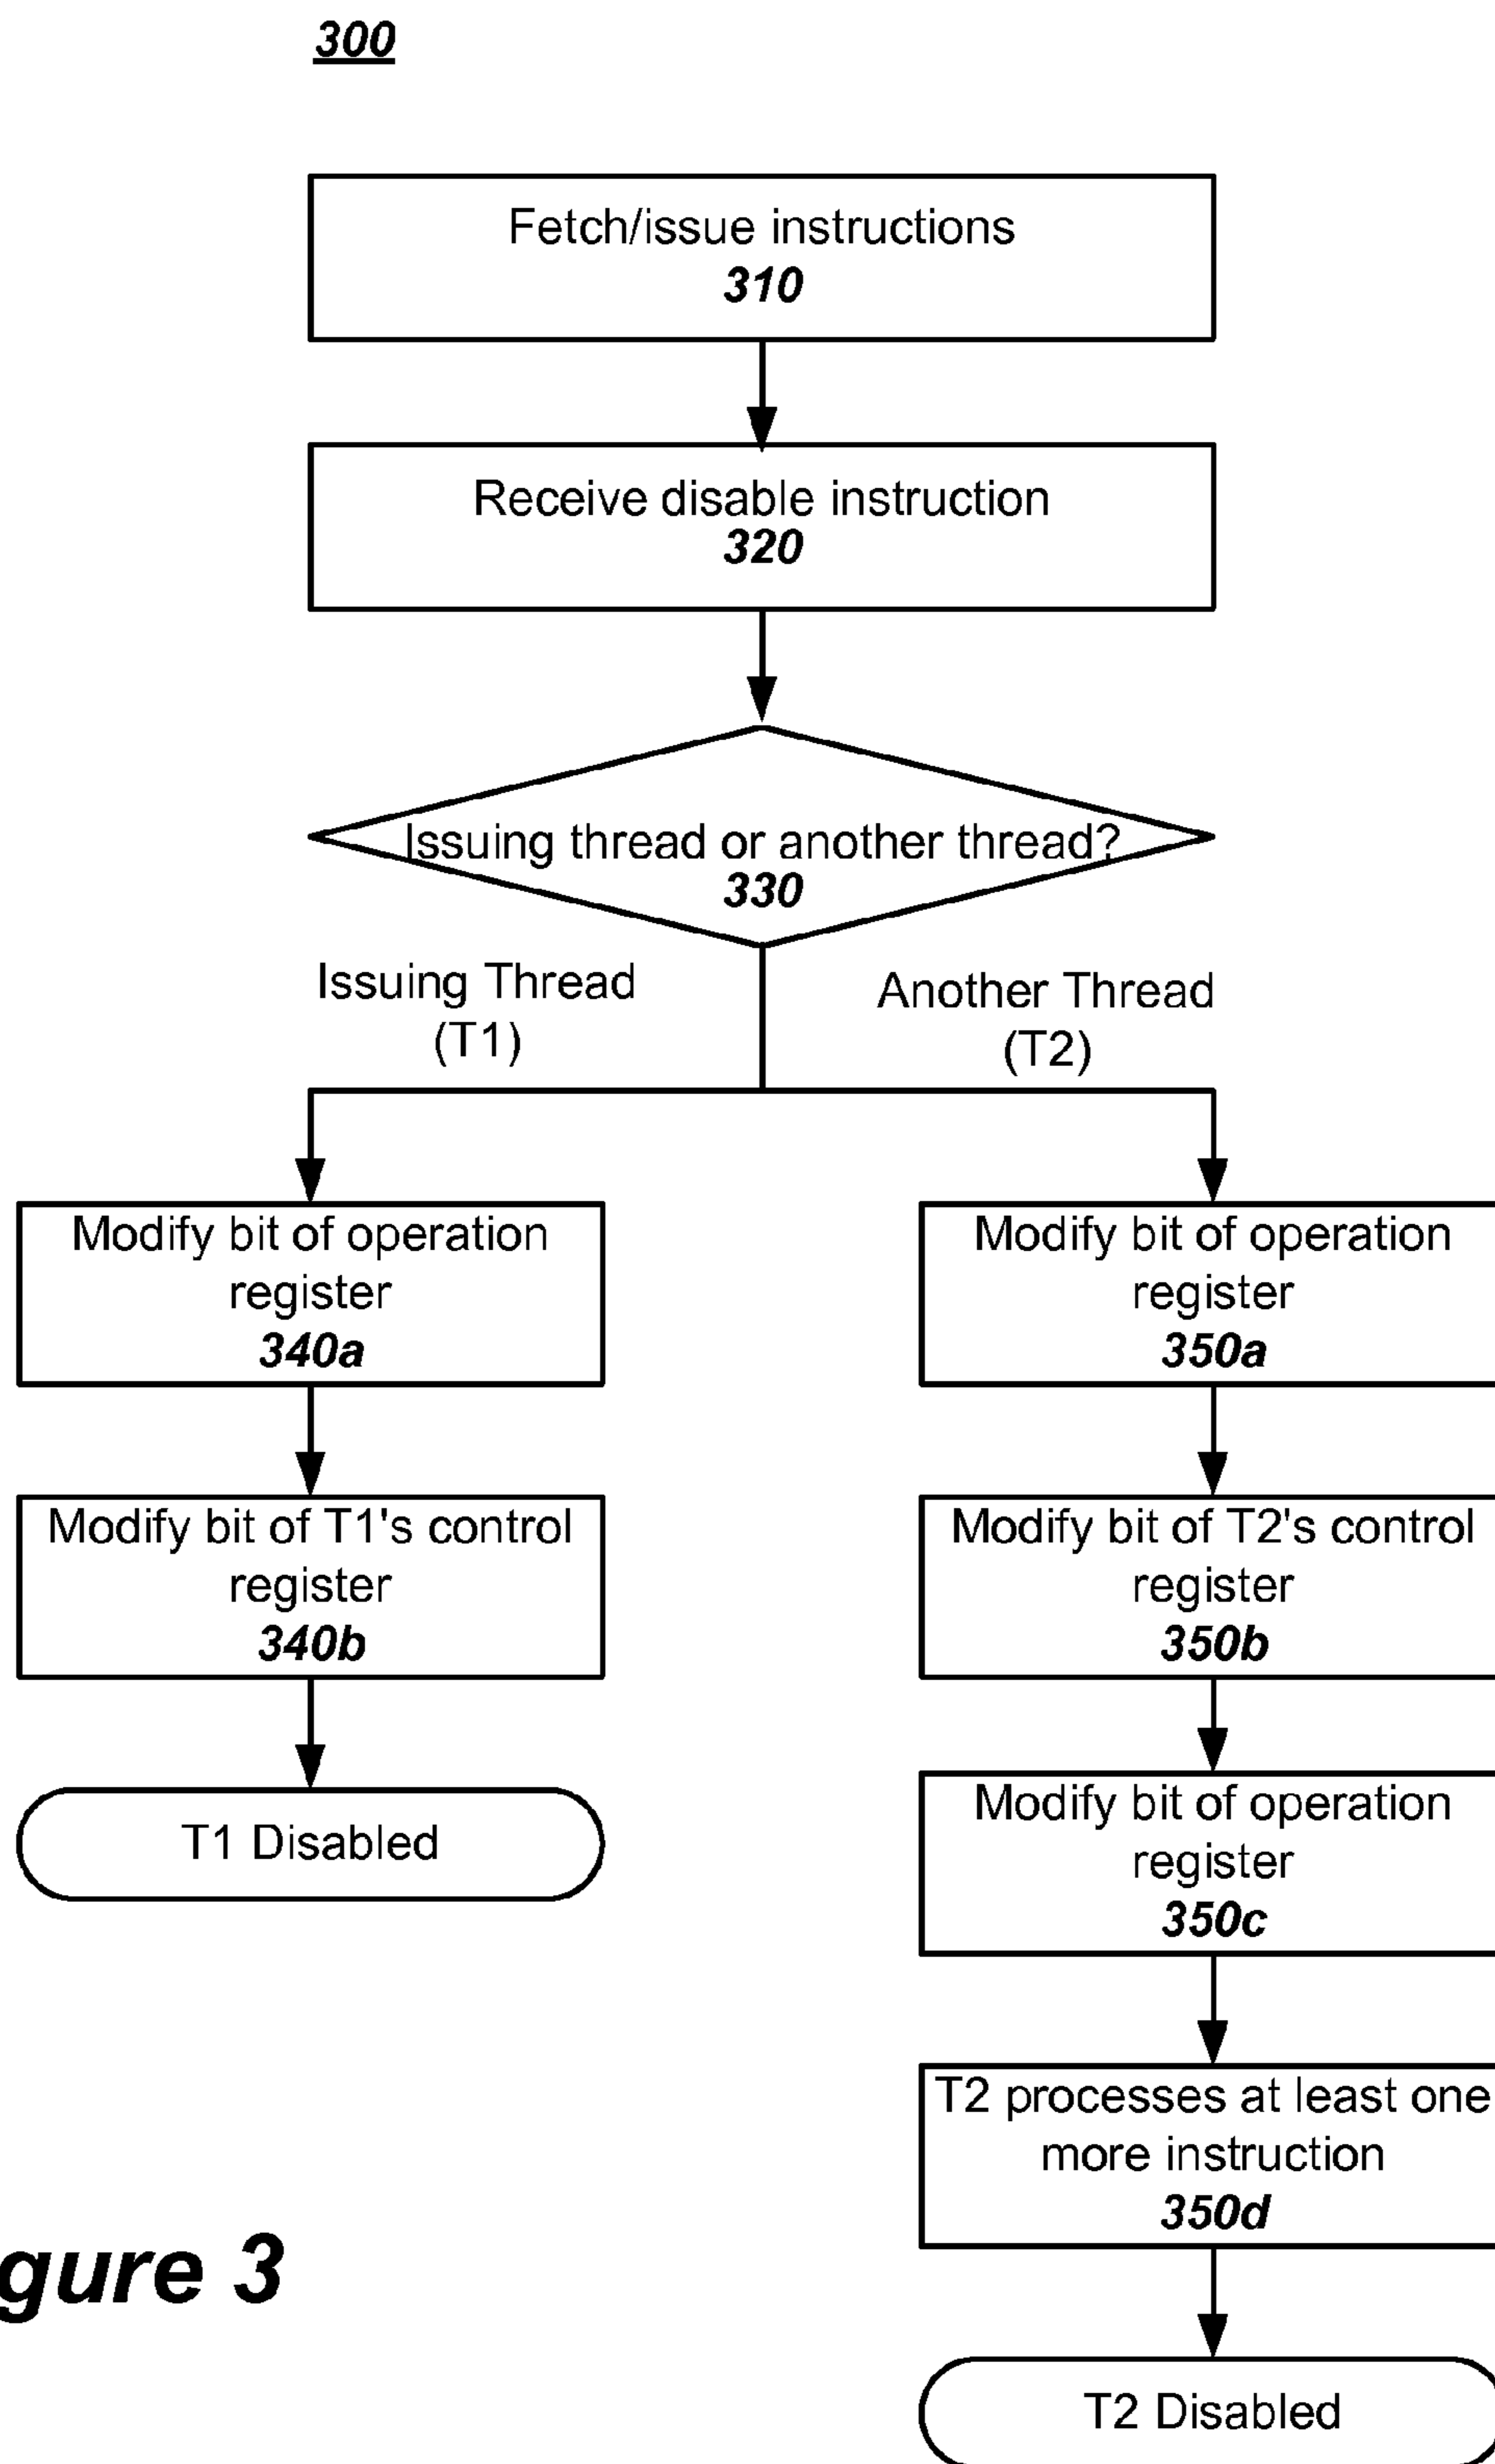 300
Fetch/issue instructions
310
Receive disable instruction
320
Issuing thread or another thread?
330
Issuing Thread
(T1)
Another Thread
(T2)
Modify bit of operation
register
340a
Modify bit of T1's control
register
340b
T1 Disabled
Modify bit of operation
register
350a
Modify bit of T2's control
register
350b
Modify bit of operation
register
350c
T2 processes at least one
more instruction
350d
T2 Disabled
gure 3